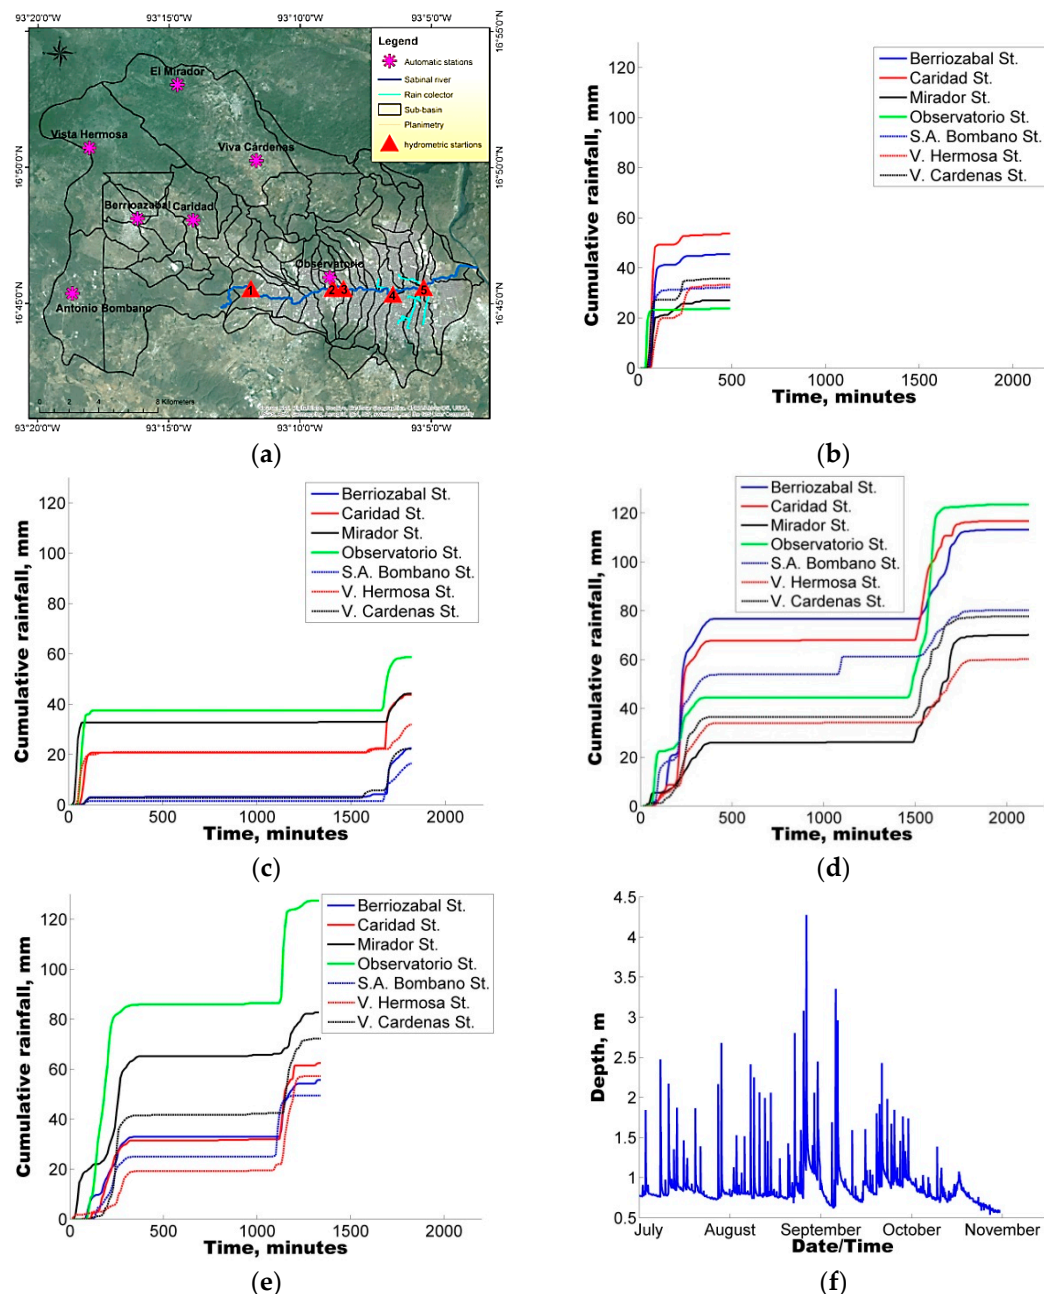 93°20'0"W 93°15'0"W 93°10'0"W 93°5'0"W
16°55'0"N
16°50'0"N 16°50'0"N
16°45'0"N 16°45'0"N
93°20'0"W 93°15'0"W 93°10'0"W 93°5'0"W
Legend
Automatic stations
Sabinal river
Rain colector
Sub-basin
Planimetry
hydrometric startions
El Mirador
Vista Hermosa
Viva Cárdenas
Berrioazabal Caridad
Observatorio
Antonio Bombano
1 2 3 4 5
0 2 4 8 Kilometers
(a)
Cumulative rainfall, mm
120
100
80
60
40
20
0
0 500 1000 1500 2000
Time, minutes
Berriozabal St.
Caridad St.
Mirador St.
Observatorio St.
S.A. Bombano St.
V. Hermosa St.
V. Cardenas St.
(b)
Cumulative rainfall, mm
120
100
80
60
40
20
0
0 500 1000 1500 2000
Time, minutes
Berriozabal St.
Caridad St.
Mirador St.
Observatorio St.
S.A. Bombano St.
V. Hermosa St.
V. Cardenas St.
(c)
Cumulative rainfall, mm
120
100
80
60
40
20
0
0 500 1000 1500 2000
Time, minutes
Berriozabal St.
Caridad St.
Mirador St.
Observatorio St.
S.A. Bombano St.
V. Hermosa St.
V. Cardenas St.
(d)
Cumulative rainfall, mm
120
100
80
60
40
20
0
0 500 1000 1500 2000
Time, minutes
Berriozabal St.
Caridad St.
Mirador St.
Observatorio St.
S.A. Bombano St.
V. Hermosa St.
V. Cardenas St.
(e)
Depth, m
4.5
4
3.5
3
2.5
2
1.5
1
0.5
July August September October November
Date/Time
(f)